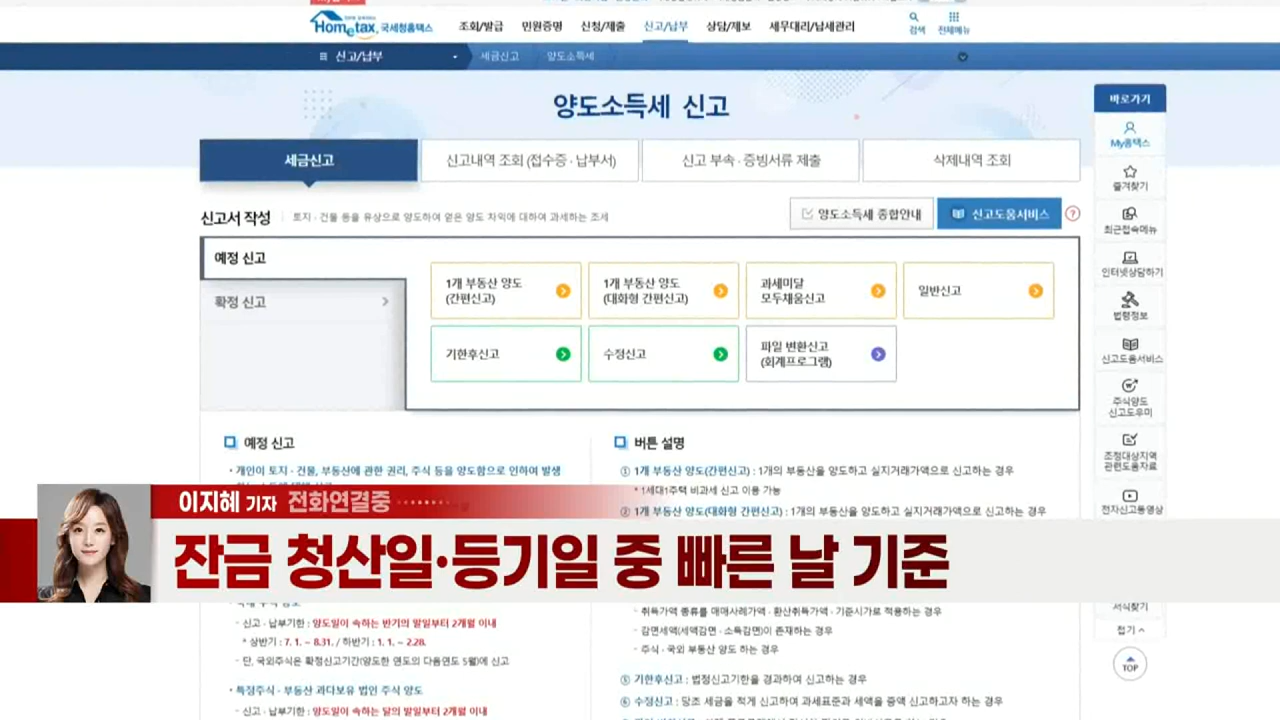 Hometax. 국세청홈택스
조회/발급 민원증명 신청/제출 신고/납부 상담/제보 세무대리/납세관리
검색 전체메뉴
신고/납부 세금신고 양도소득세
양도소득세 신고
세금신고 신고내역 조회 (접수증·납부서) 신고 부속·증빙서류 제출 삭제내역 조회
신고서 작성 토지·건물 등을 유상으로 양도하여 얻은 양도 차익에 대하여 과세하는 조세
양도소득세 종합안내 신고도움서비스 ?
예정 신고
확정 신고
1개 부동산 양도
(간편신고)
1개 부동산 양도
(대화형 간편신고)
과세미달
모두채움신고
일반신고
기한후신고
수정신고
파일 변환신고
(회계프로그램)
예정 신고
· 개인이 토지·건물, 부동산에 관한 권리, 주식 등을 양도함으로 인하여 발생
버튼 설명
① 1개 부동산 양도(간편신고) : 1개의 부동산을 양도하고 실지거래가액으로 신고하는 경우
* 1세대1주택 비과세 신고 이용 가능
② 1개 부동산 양도(대화형 간편신고) : 1개의 부동산을 양도하고 실지거래가액으로 신고하는 경우
이지혜 기자 전화연결중
잔금 청산일·등기일 중 빠른 날 기준
- 신고·납부기한 : 양도일이 속하는 반기의 말일부터 2개월 이내
* 상반기 : 7. 1. ~ 8.31. / 하반기 : 1. 1. ~ 2.28.
- 단, 국외주식은 확정신고기간(양도한 연도의 다음연도 5월)에 신고
· 특정주식·부동산 과다보유 법인 주식 양도
- 신고·납부기한 : 양도일이 속하는 달의 말일부터 2개월 이내
- 취득가액 종류를 매매사례가액·환산취득가액·기준시가로 적용하는 경우
- 감면세액(세액감면·소득감면)이 존재하는 경우
- 주식·국외 부동산 양도 하는 경우
⑤ 기한후신고 : 법정신고기한을 경과하여 신고하는 경우
⑥ 수정신고 : 당초 세금을 적게 신고하여 과세표준과 세액을 증액 신고하고자 하는 경우
바로가기
My홈택스
즐겨찾기
최근접속메뉴
인터넷상담하기
법령정보
신고도움서비스
주식양도
신고도우미
조정대상지역
관련도움자료
전자신고동영상
서식찾기
접기
TOP